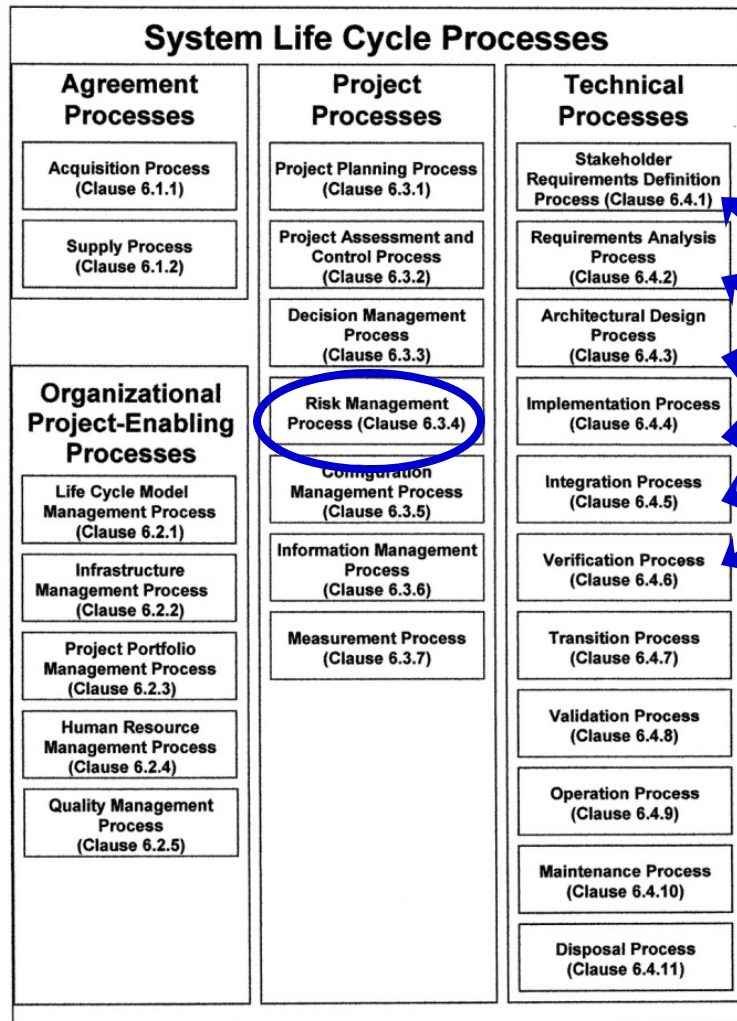 System Life Cycle Processes
Agreement
Processes
Acquisition Process
(Clause 6.1.1)
Supply Process
(Clause 6.1.2)
Organizational
Project-Enabling
Processes
Life Cycle Model
Management Process
(Clause 6.2.1)
Infrastructure
Management Process
(Clause 6.2.2)
Project Portfolio
Management Process
(Clause 6.2.3)
Human Resource
Management Process
(Clause 6.2.4)
Quality Management
Process
(Clause 6.2.5)
Project
Processes
Project Planning Process
(Clause 6.3.1)
Project Assessment and
Control Process
(Clause 6.3.2)
Decision Management
Process
(Clause 6.3.3)
Risk Management
Process (Clause 6.3.4)
Configuration
Management Process
(Clause 6.3.5)
Information Management
Process
(Clause 6.3.6)
Measurement Process
(Clause 6.3.7)
Technical
Processes
Stakeholder
Requirements Definition
Process (Clause 6.4.1)
Requirements Analysis
Process
(Clause 6.4.2)
Architectural Design
Process
(Clause 6.4.3)
Implementation Process
(Clause 6.4.4)
Integration Process
(Clause 6.4.5)
Verification Process
(Clause 6.4.6)
Transition Process
(Clause 6.4.7)
Validation Process
(Clause 6.4.8)
Operation Process
(Clause 6.4.9)
Maintenance Process
(Clause 6.4.10)
Disposal Process
(Clause 6.4.11)